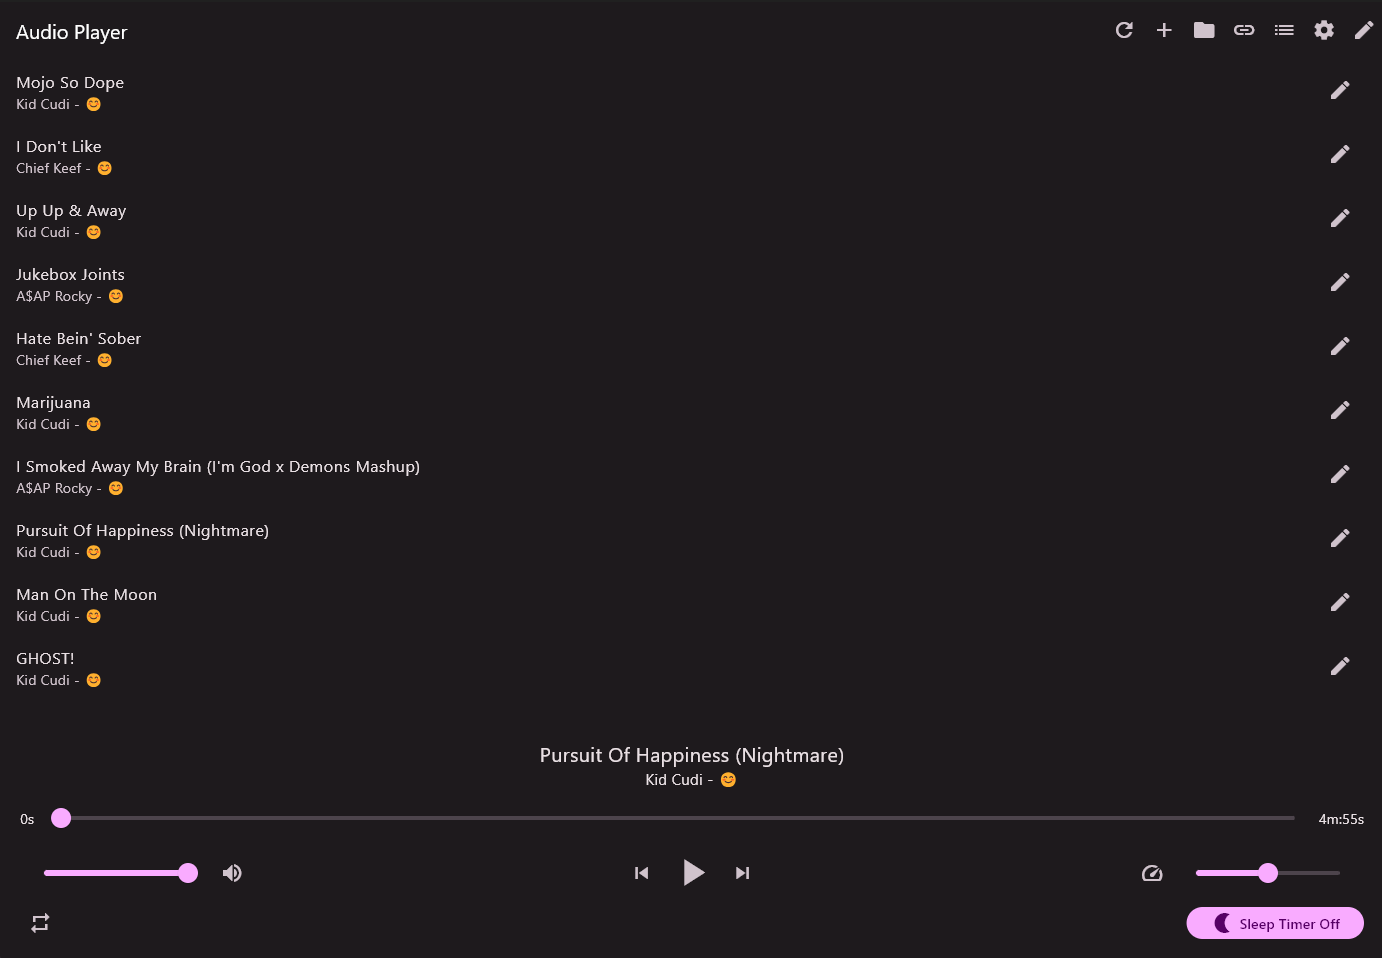 Audio Player
Mojo So Dope
Kid Cudi - 😊
I Don't Like
Chief Keef - 😊
Up Up & Away
Kid Cudi - 😊
Jukebox Joints
A$AP Rocky - 😊
Hate Bein' Sober
Chief Keef - 😊
Marijuana
Kid Cudi - 😊
I Smoked Away My Brain (I'm God x Demons Mashup)
A$AP Rocky - 😊
Pursuit Of Happiness (Nightmare)
Kid Cudi - 😊
Man On The Moon
Kid Cudi - 😊
GHOST!
Kid Cudi - 😊
Pursuit Of Happiness (Nightmare)
Kid Cudi - 😊
0s
4m:55s
Sleep Timer Off